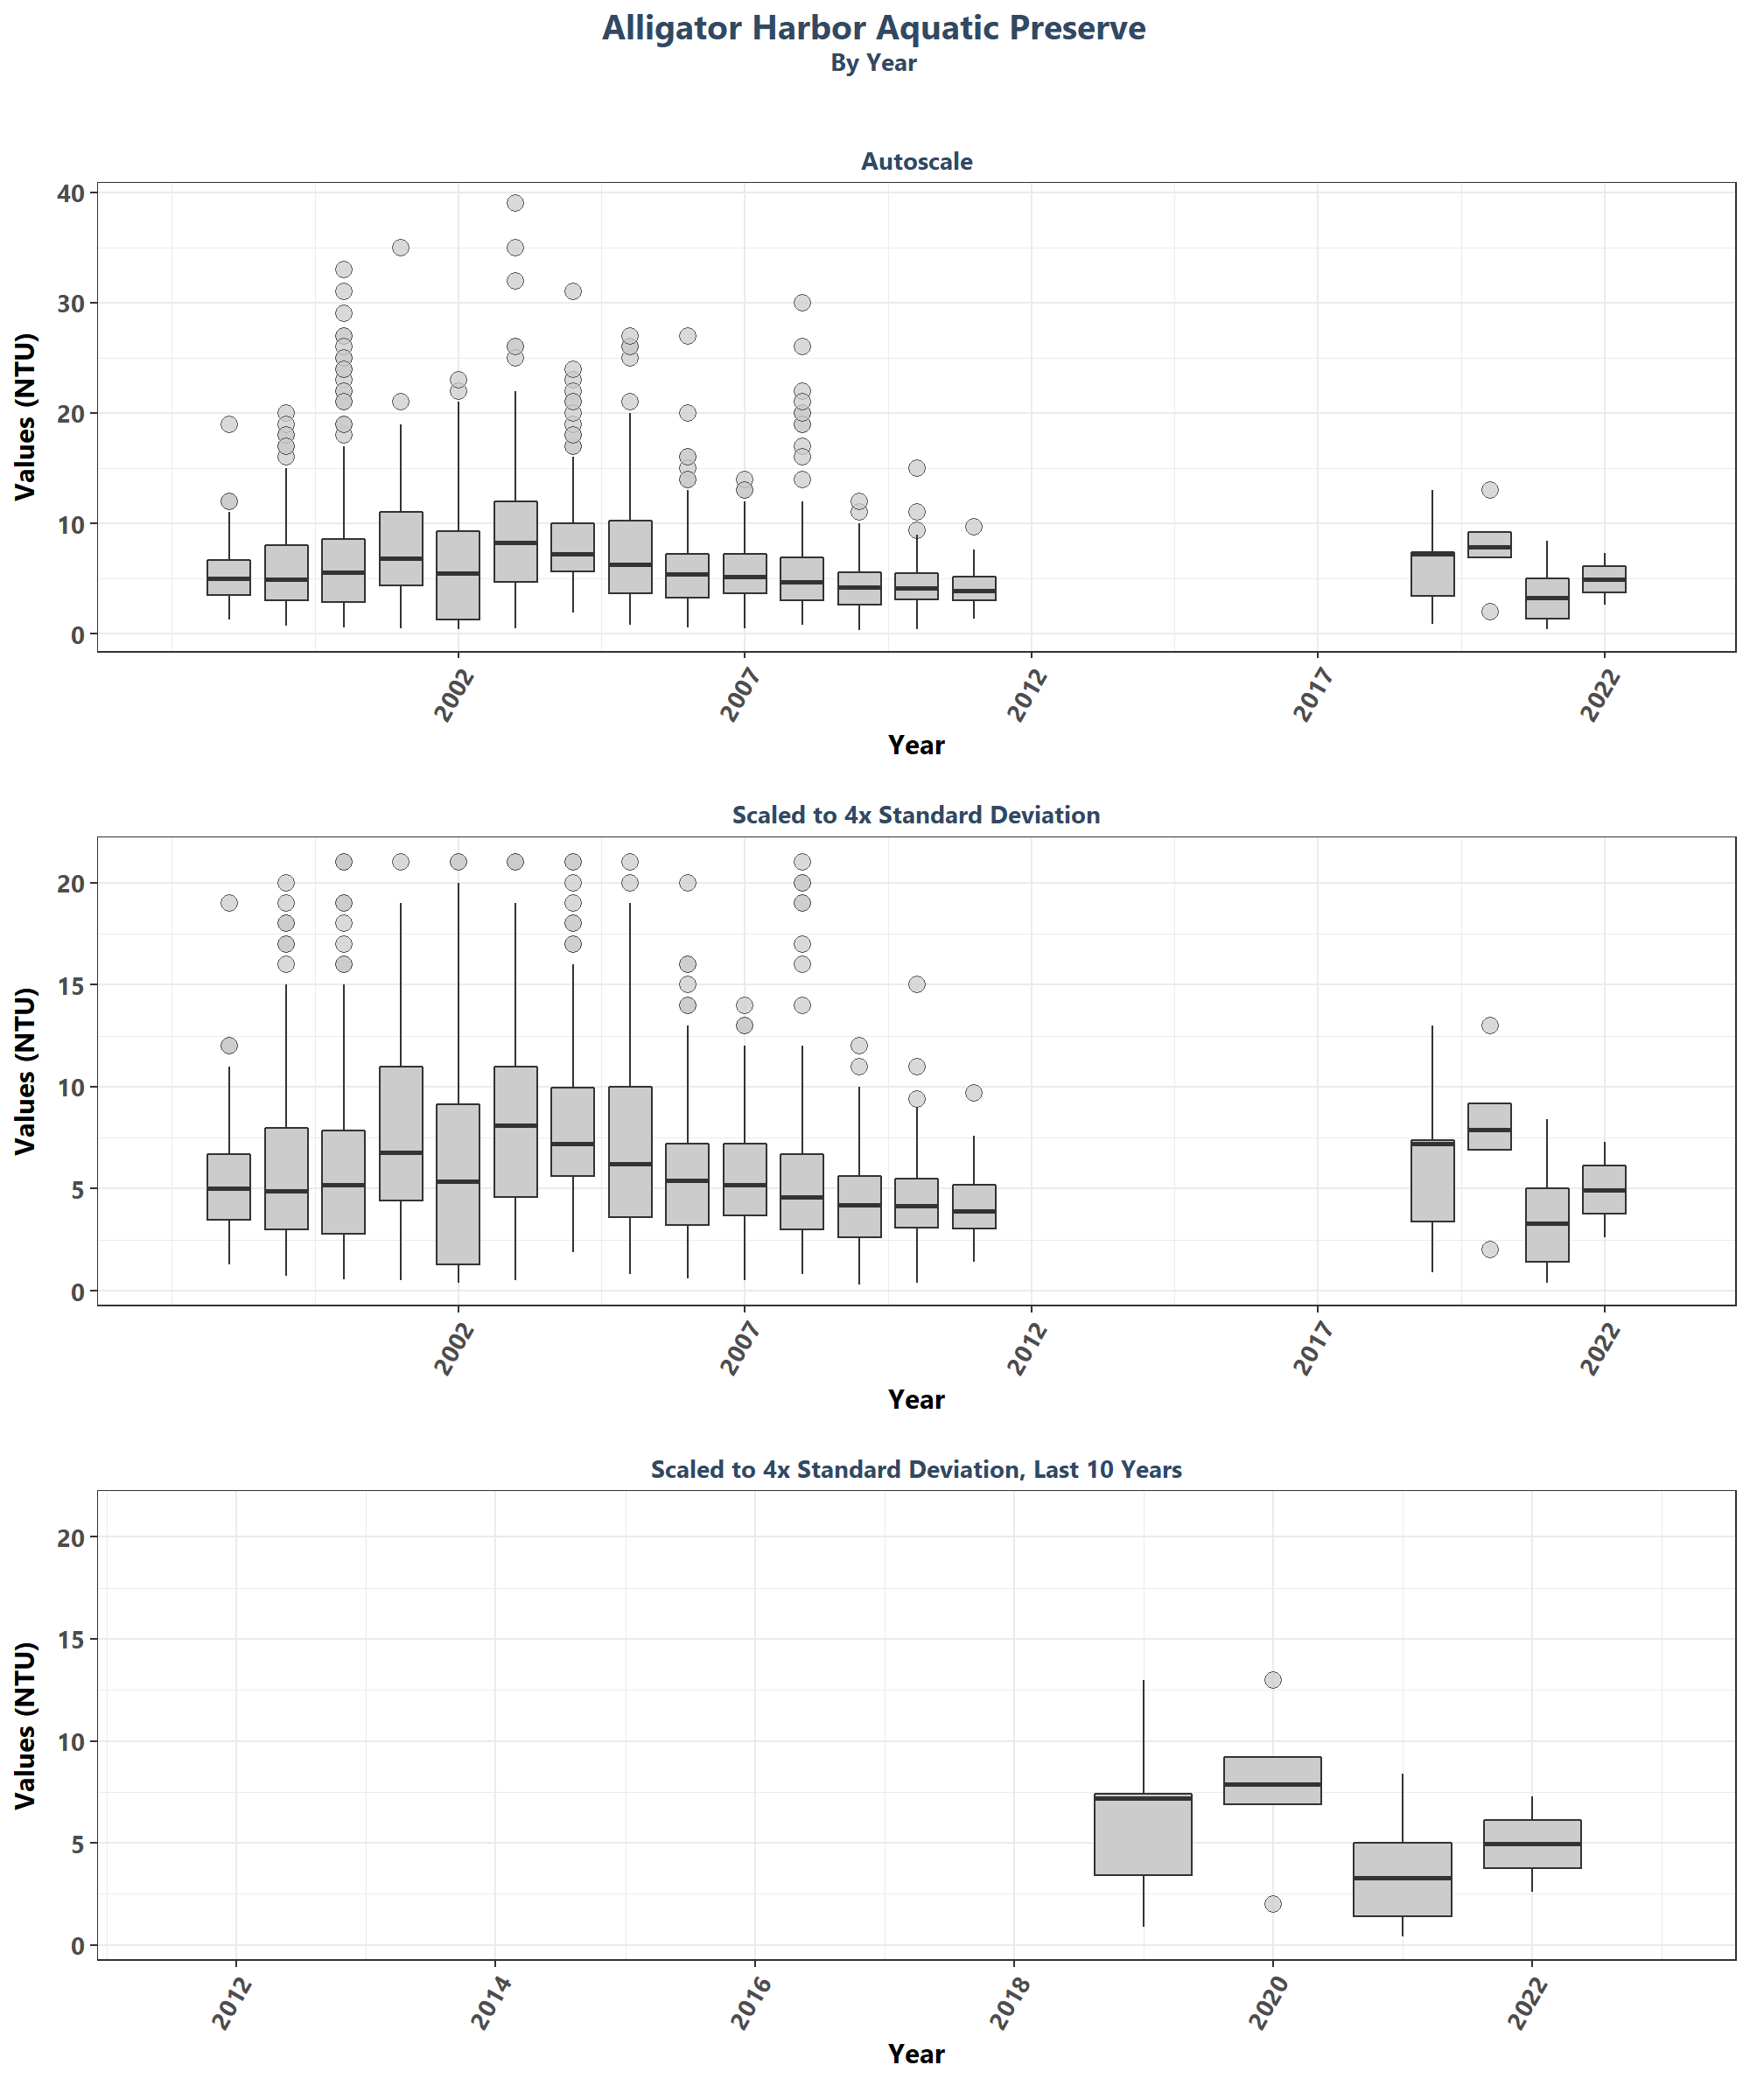 Alligator Harbor Aquatic Preserve
By Year
Autoscale
Values (NTU)
40
30
20
10
0
2002
2007
2012
2017
2022
Year
Scaled to 4x Standard Deviation
Values (NTU)
20
15
10
5
0
2002
2007
2012
2017
2022
Year
Scaled to 4x Standard Deviation, Last 10 Years
Values (NTU)
20
15
10
5
0
2012
2014
2016
2018
2020
2022
Year